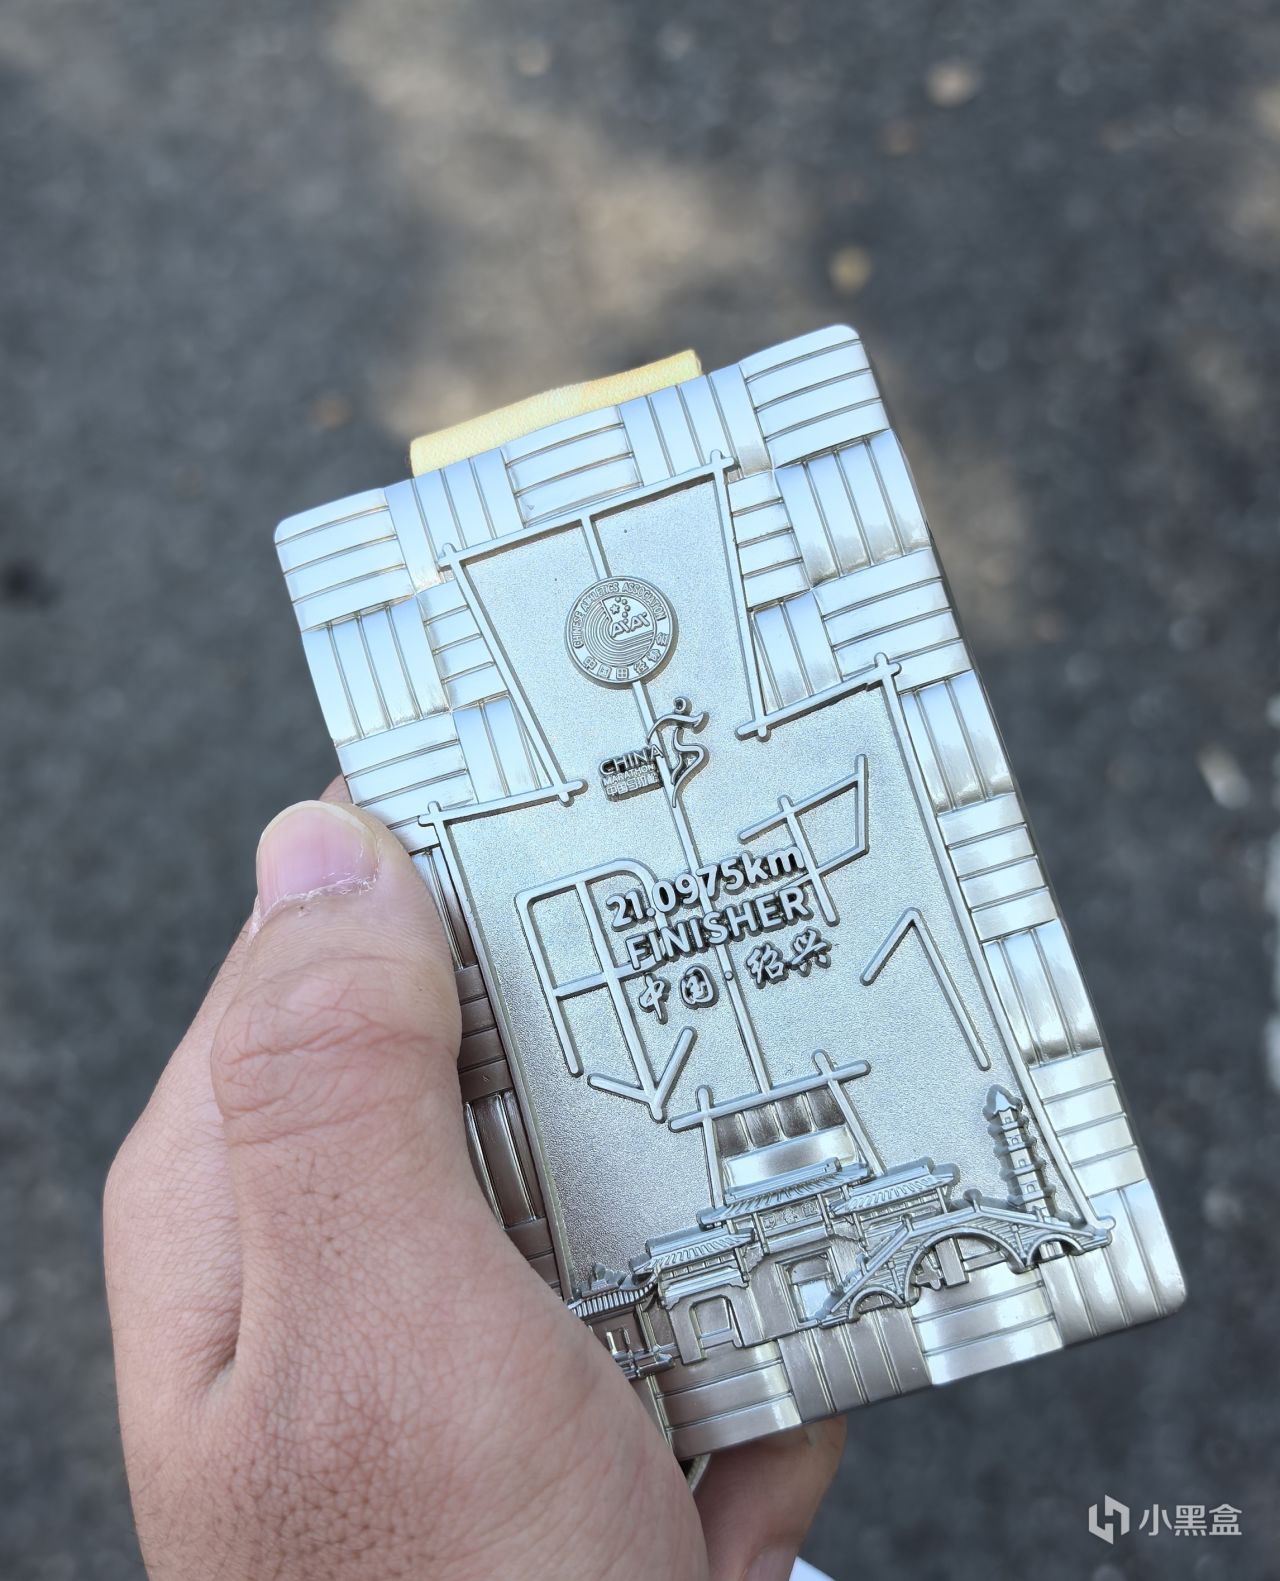 CHINESE ATHLETICS ASSOCIATION
中国田径协会
CHINA
MARATHON
中国马拉松
21.0975km
FINISHER
中国·绍兴
小黑盒